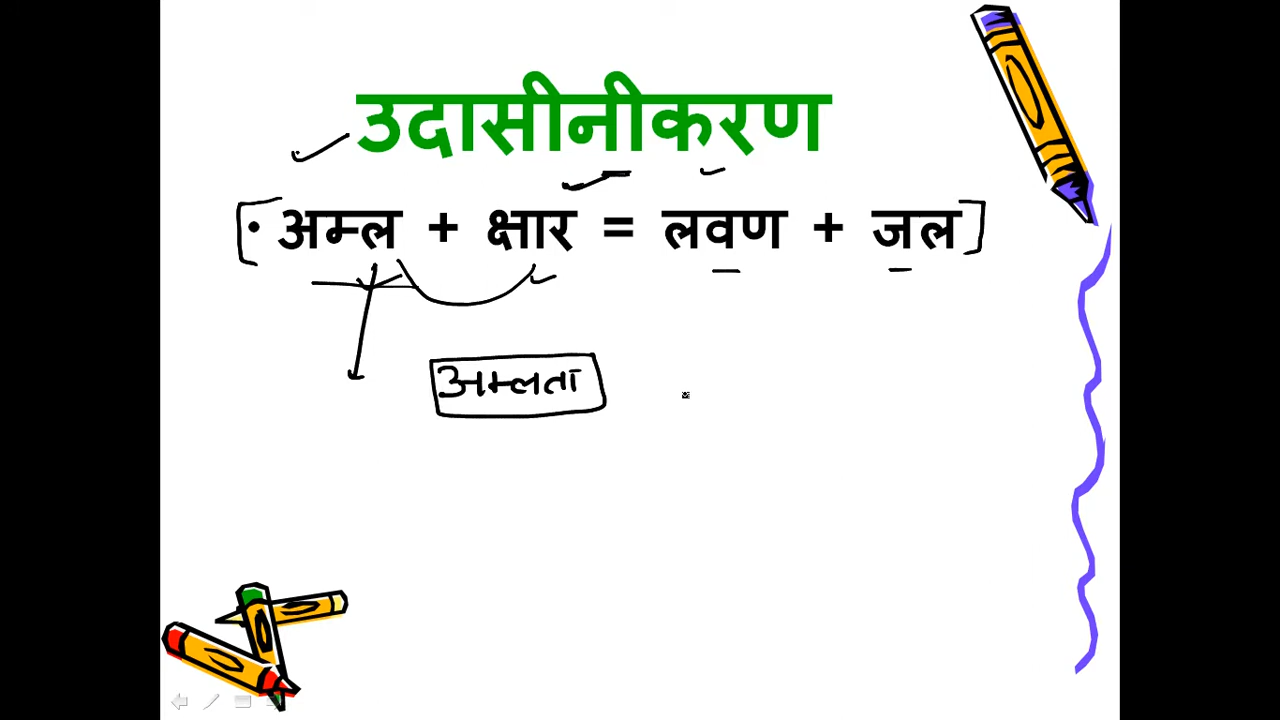 उदासीनीकरण
• अम्ल + क्षार = लवण + जल
अम्लता